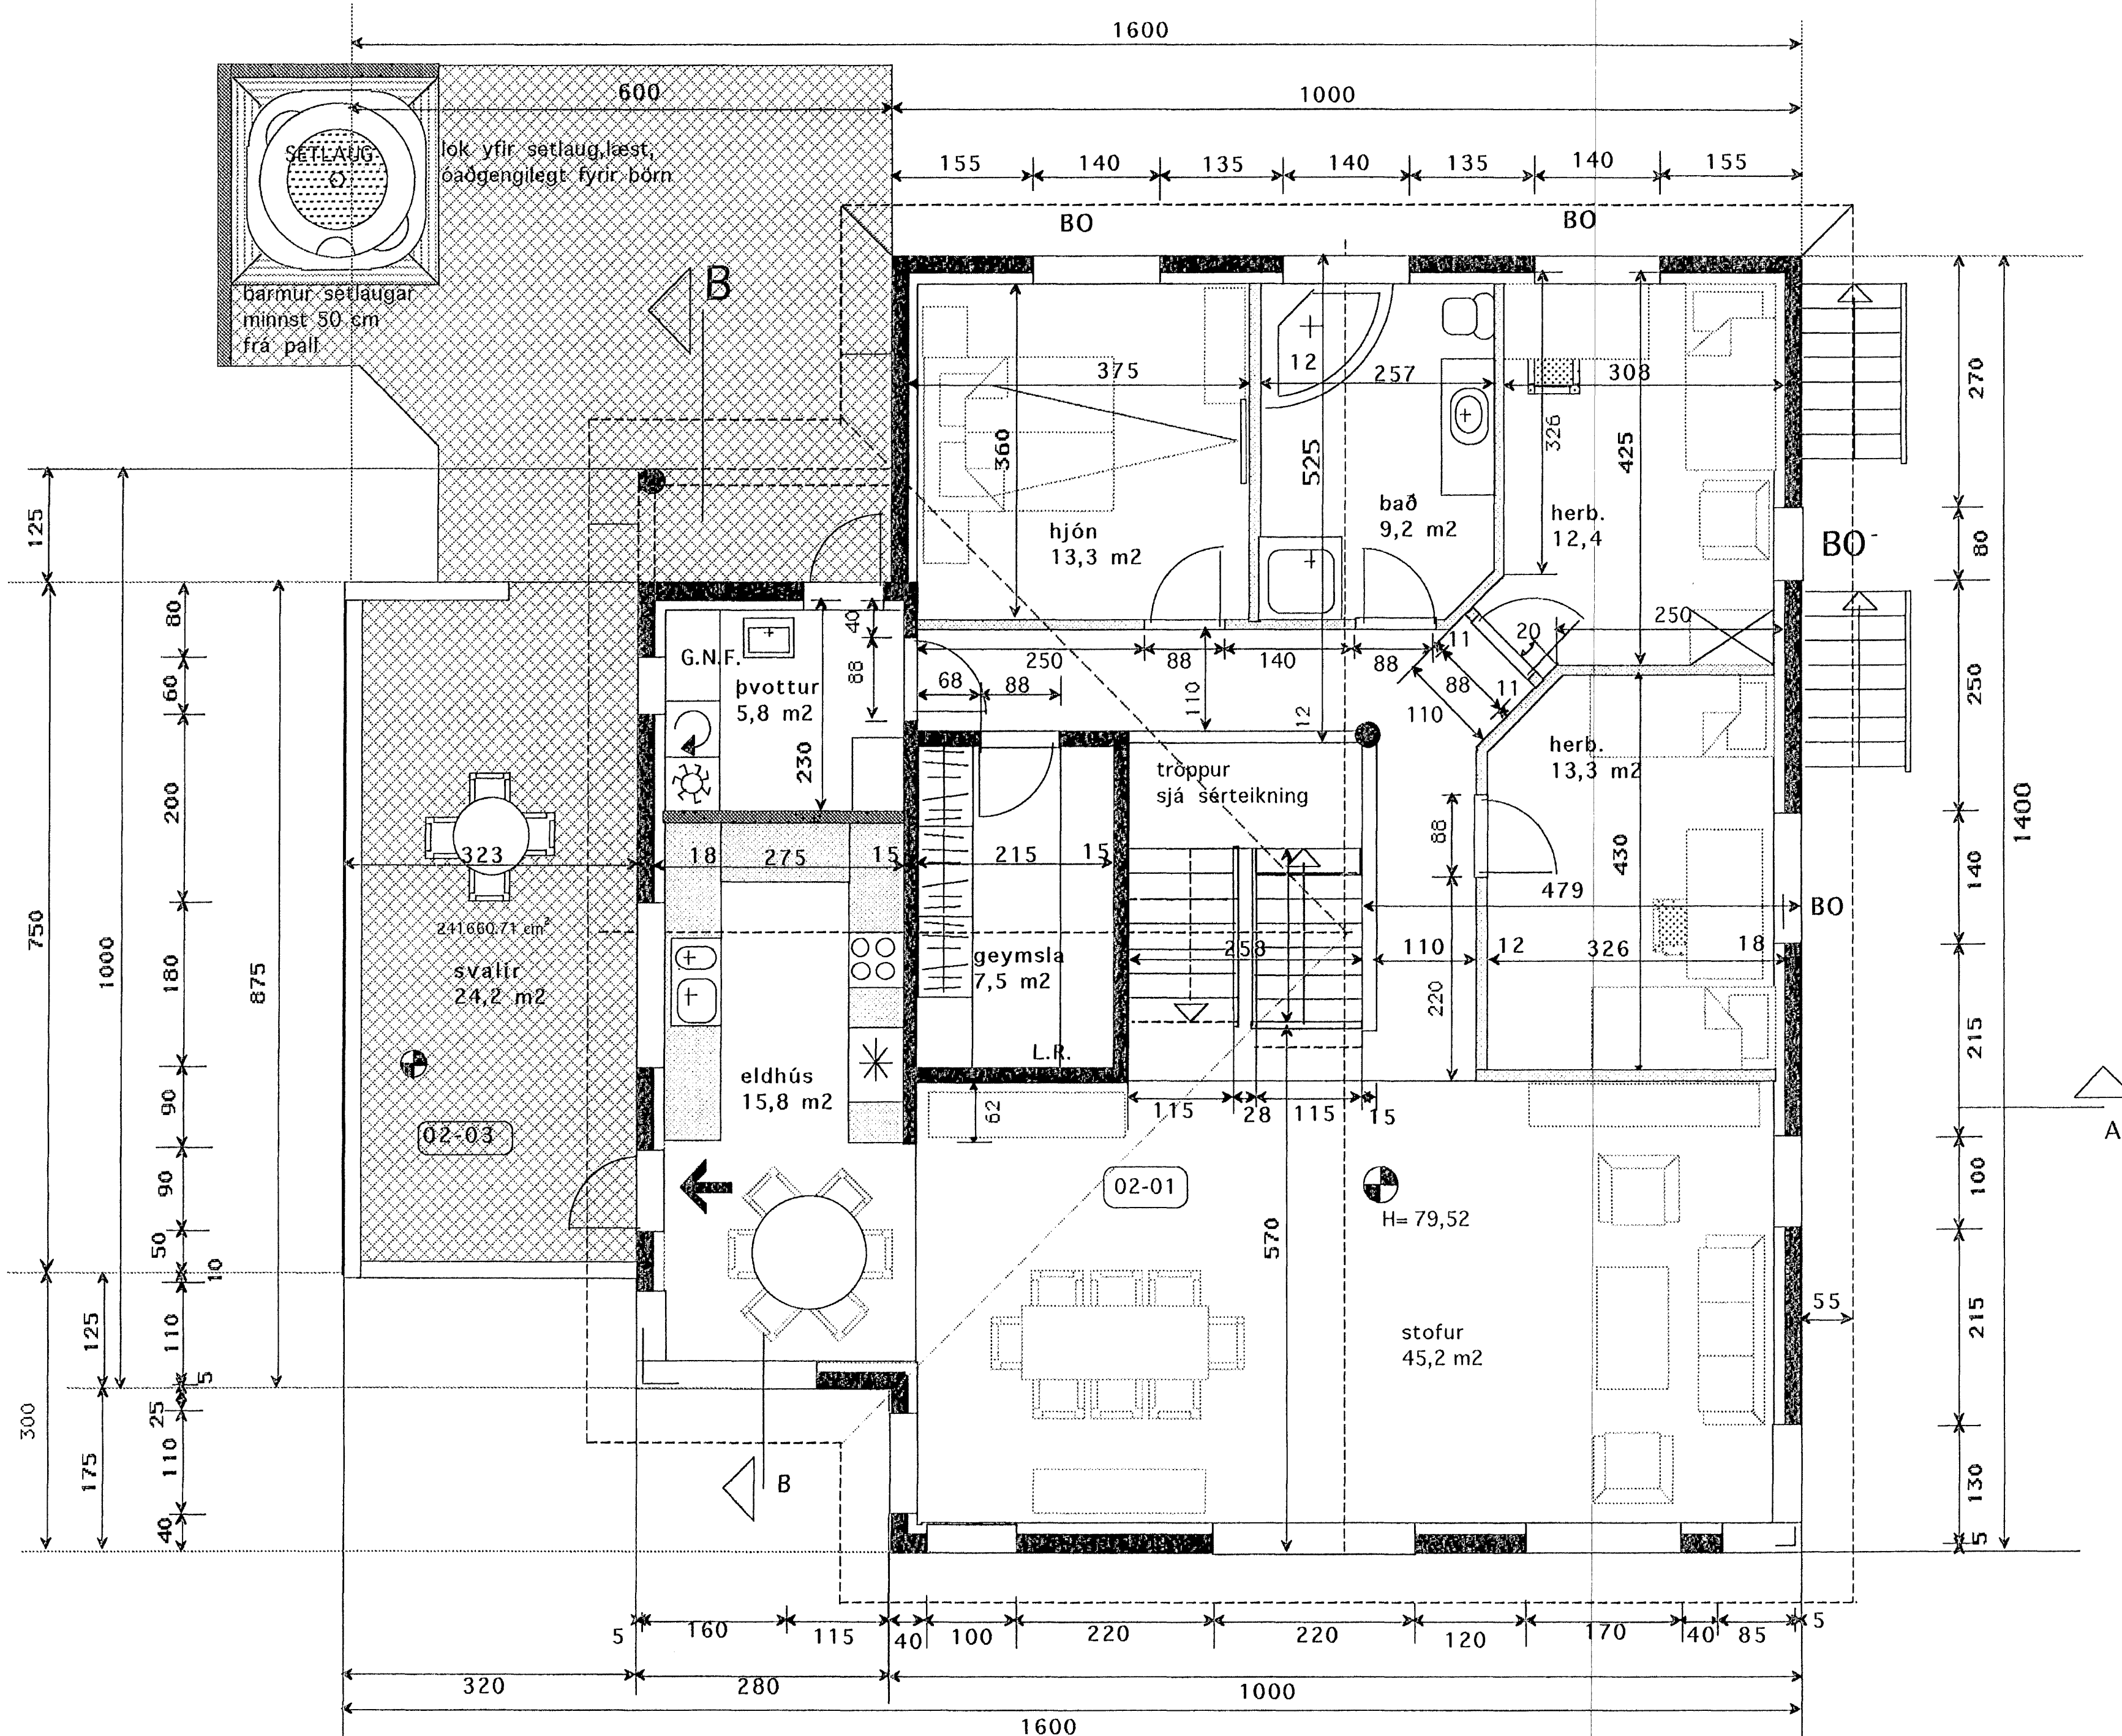 1600
600
1000
SETLAUG
lok yfir setlaug,læst,
óaðgengilegt fyrir börn
155
140
135
140
135
140
155
BO
BO
barmur setlaugar
minnst 50 cm
frá pall
B
375
12
257
308
360
525
326
425
270
hjón
13,3 m2
bað
9,2 m2
herb.
12,4
BO
80
125
1000
80
60
200
180
90
90
50
10
110
5
25
110
40
750
875
300
125
175
G.N.F.
þvottur
5,8 m2
230
40
88
250
88
140
88
68
88
110
12
11
88
11
110
20
250
250
herb.
13,3 m2
tröppur
sjá sérteikning
88
430
479
140
1400
BO
323
18
275
15
215
15
241660.71 cm²
svalir
24,2 m2
geymsla
7,5 m2
258
110
12
326
18
220
215
L.R.
eldhús
15,8 m2
62
115
28
115
15
A
02-03
02-01
H= 79,52
100
570
55
215
stofur
45,2 m2
B
130
5
5
160
115
40
100
220
220
120
170
40
85
5
320
280
1000
1600